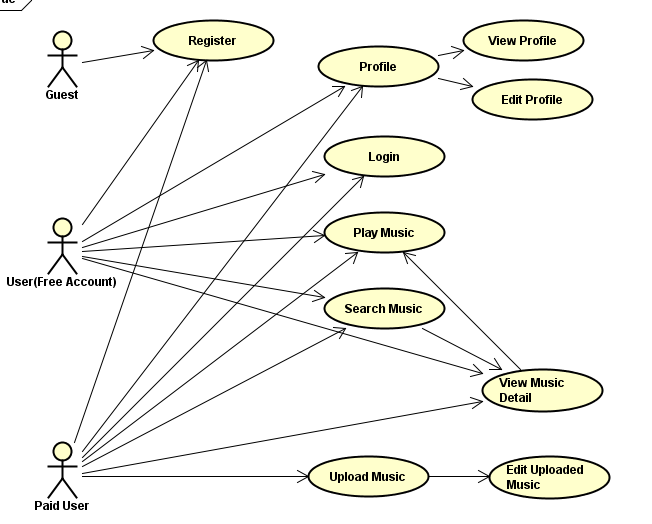 Register
View Profile
Profile
Guest
Edit Profile
Login
Play Music
User(Free Account)
Search Music
View Music
Detail
Upload Music
Edit Uploaded
Music
Paid User